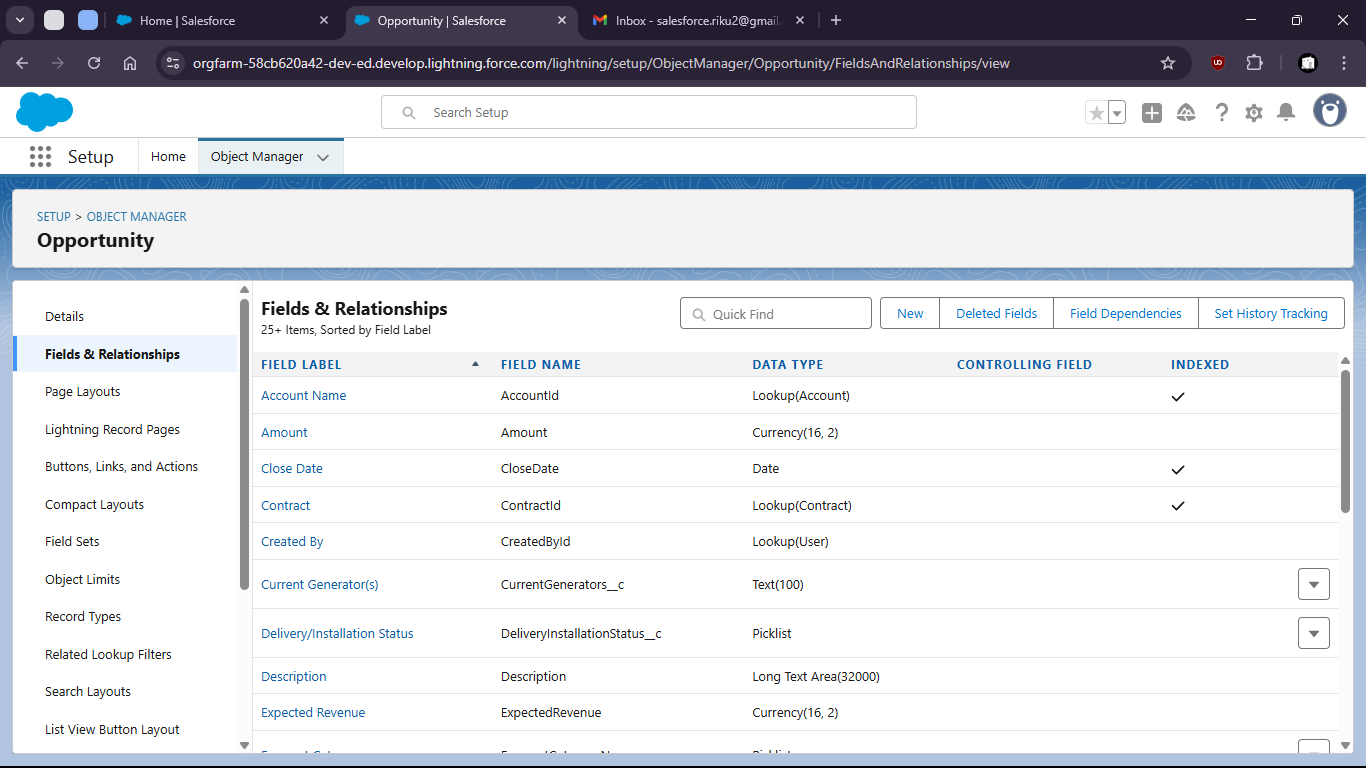 Home | Salesforce
Opportunity | Salesforce
Inbox - salesforce.riku2@gmail.
orgfarm-58cb620a42-dev-ed.develop.lightning.force.com/lightning/setup/ObjectManager/Opportunity/FieldsAndRelationships/view
Search Setup
Setup
Home
Object Manager
SETUP > OBJECT MANAGER
Opportunity
Details
Fields & Relationships
Page Layouts
Lightning Record Pages
Buttons, Links, and Actions
Compact Layouts
Field Sets
Object Limits
Record Types
Related Lookup Filters
Search Layouts
List View Button Layout
Fields & Relationships
25+ Items, Sorted by Field Label
Quick Find
New
Deleted Fields
Field Dependencies
Set History Tracking
FIELD LABEL FIELD NAME DATA TYPE CONTROLLING FIELD INDEXED
Account Name AccountId Lookup(Account)
Amount Amount Currency(16, 2)
Close Date CloseDate Date
Contract ContractId Lookup(Contract)
Created By CreatedById Lookup(User)
Current Generator(s) CurrentGenerators__c Text(100)
Delivery/Installation Status DeliveryInstallationStatus__c Picklist
Description Description Long Text Area(32000)
Expected Revenue ExpectedRevenue Currency(16, 2)